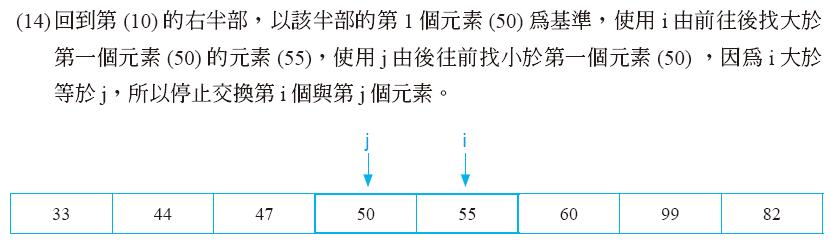 (14)回到第 (10) 的右半部，以該半部的第 1 個元素 (50) 爲基準，使用 i 由前往後找大於
第一個元素 (50) 的元素 (55)，使用 j 由後往前找小於第一個元素 (50) ，因爲 i 大於
等於 j，所以停止交換第 i 個與第 j 個元素。
j i
33 44 47 50 55 60 99 82